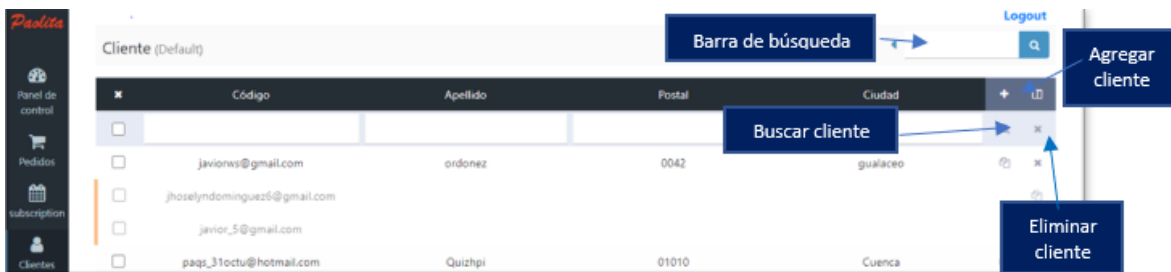 Paolita
Logout
Cliente (Default)
Barra de búsqueda
Agregar
cliente
Panel de
control
Código
Apellido
Postal
Ciudad
Buscar cliente
Pedidos
javiorws@gmail.com
ordonez
0042
gualaceo
jhoselyndominguez6@gmail.com
subscription
javior_5@gmail.com
Eliminar
cliente
Clientes
paqs_31octu@hotmail.com
Quizhpi
01010
Cuenca